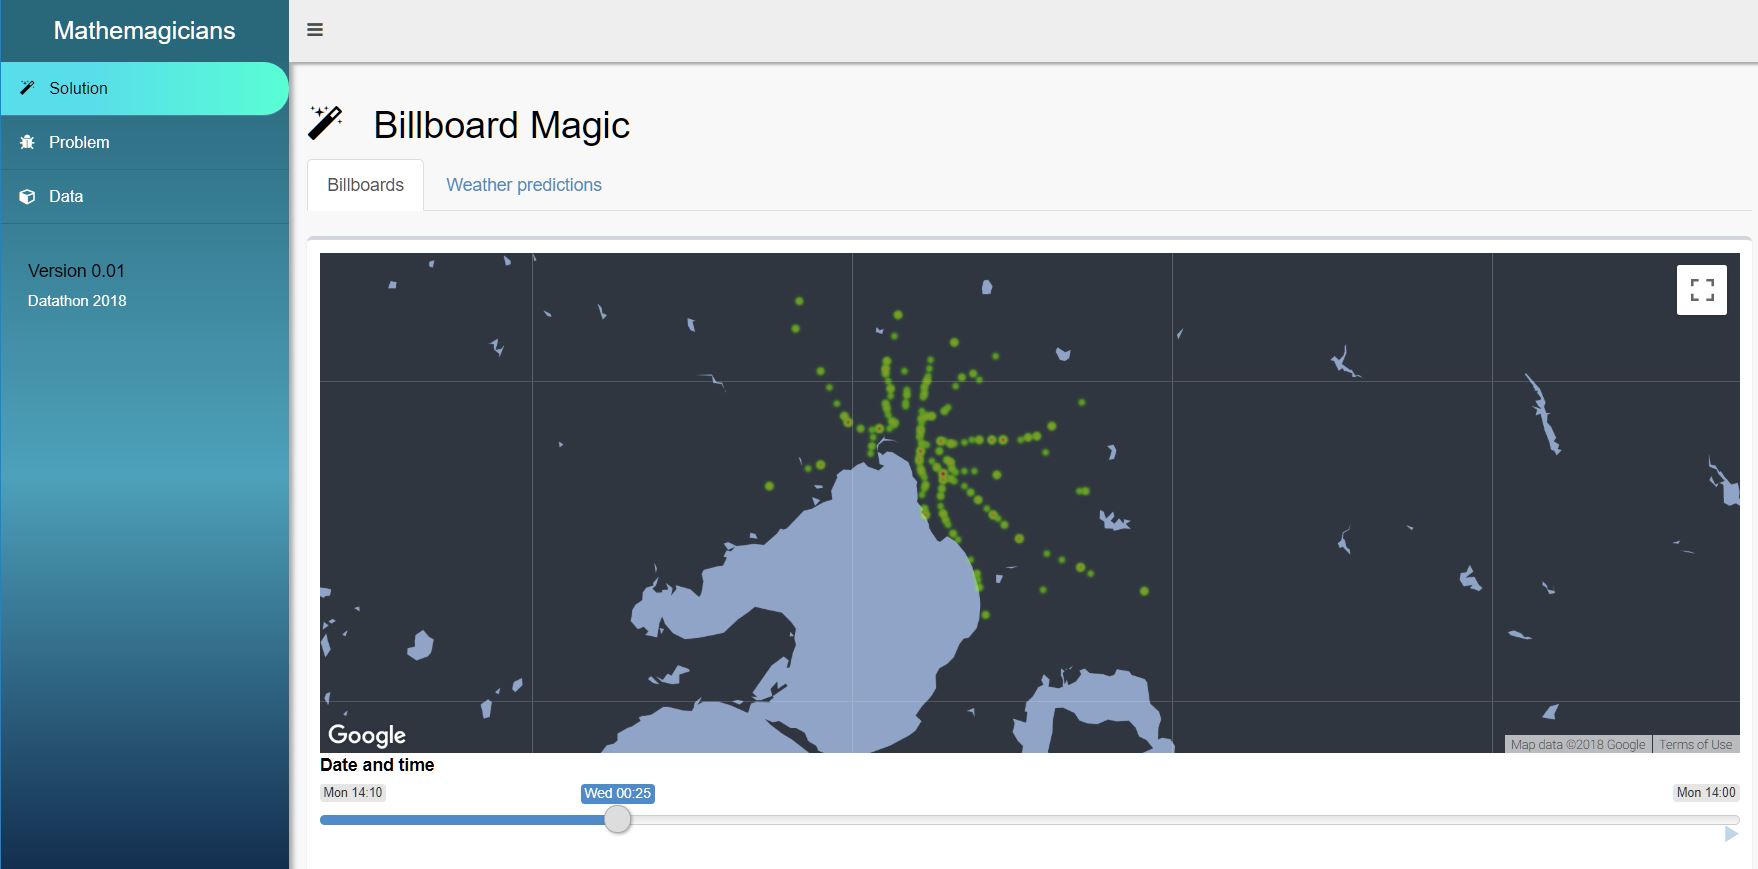 Mathemagicians
Solution
Problem
Data
Version 0.01
Datathon 2018
Billboard Magic
Billboards
Weather predictions
Google
Map data ©2018 Google
Terms of Use
Date and time
Mon 14:10
Wed 00:25
Mon 14:00